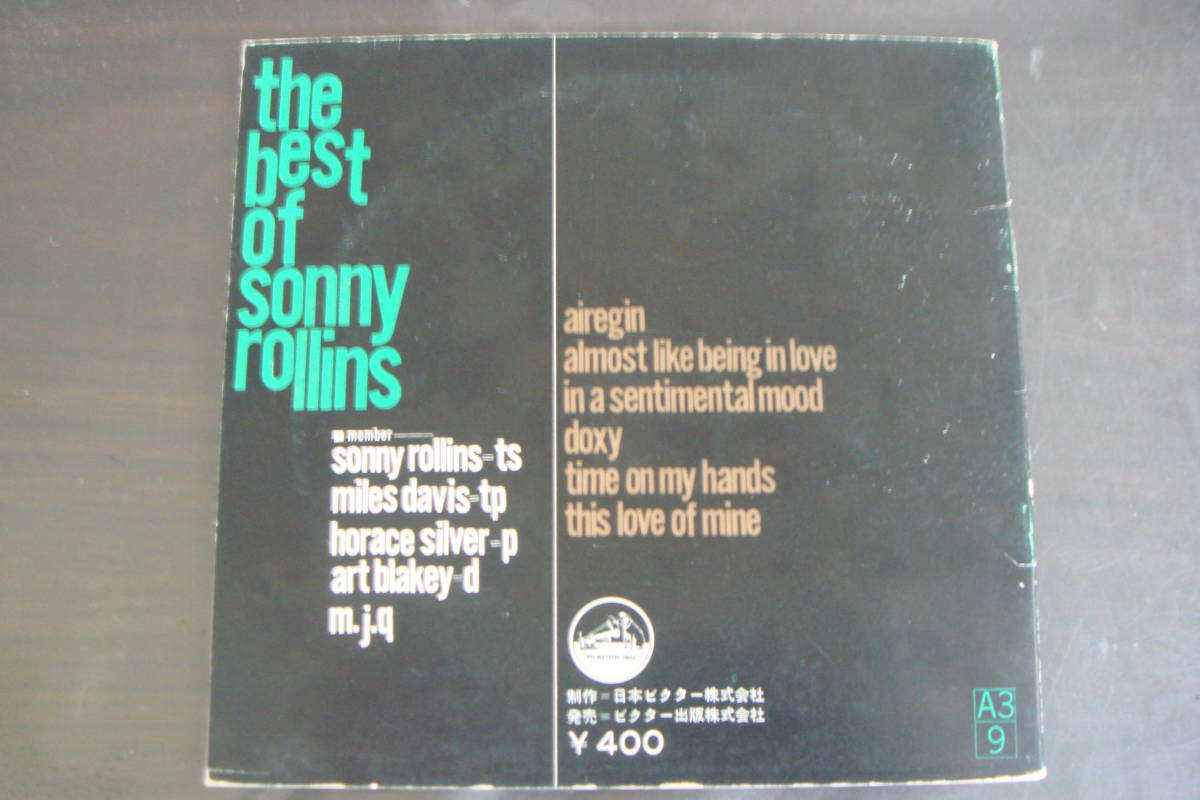 the
best
of
sonny
rollins
member
sonny rollins=ts
miles davis=tp
horace silver=p
art blakey=d
m.j.q
airegin
almost like being in love
in a sentimental mood
doxy
time on my hands
this love of mine
制作=日本ビクター株式会社
発売=ビクター出版株式会社
¥400
A3
9